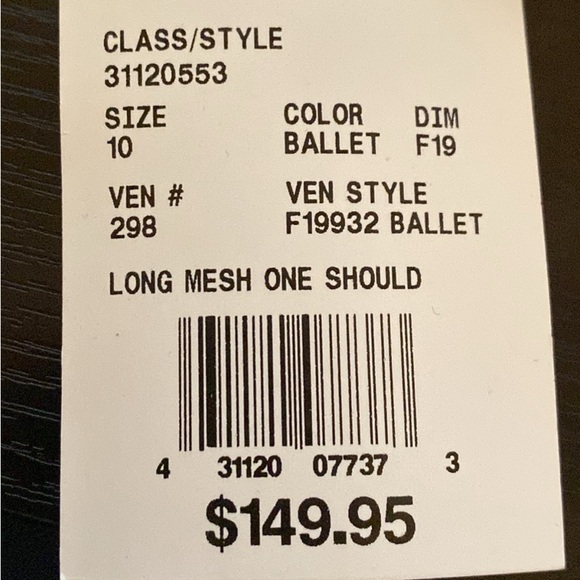 CLASS/STYLE
31120553
SIZE COLOR DIM
10 BALLET F19
VEN # VEN STYLE
298 F19932 BALLET
LONG MESH ONE SHOULD
4 31120 07737 3
$149.95